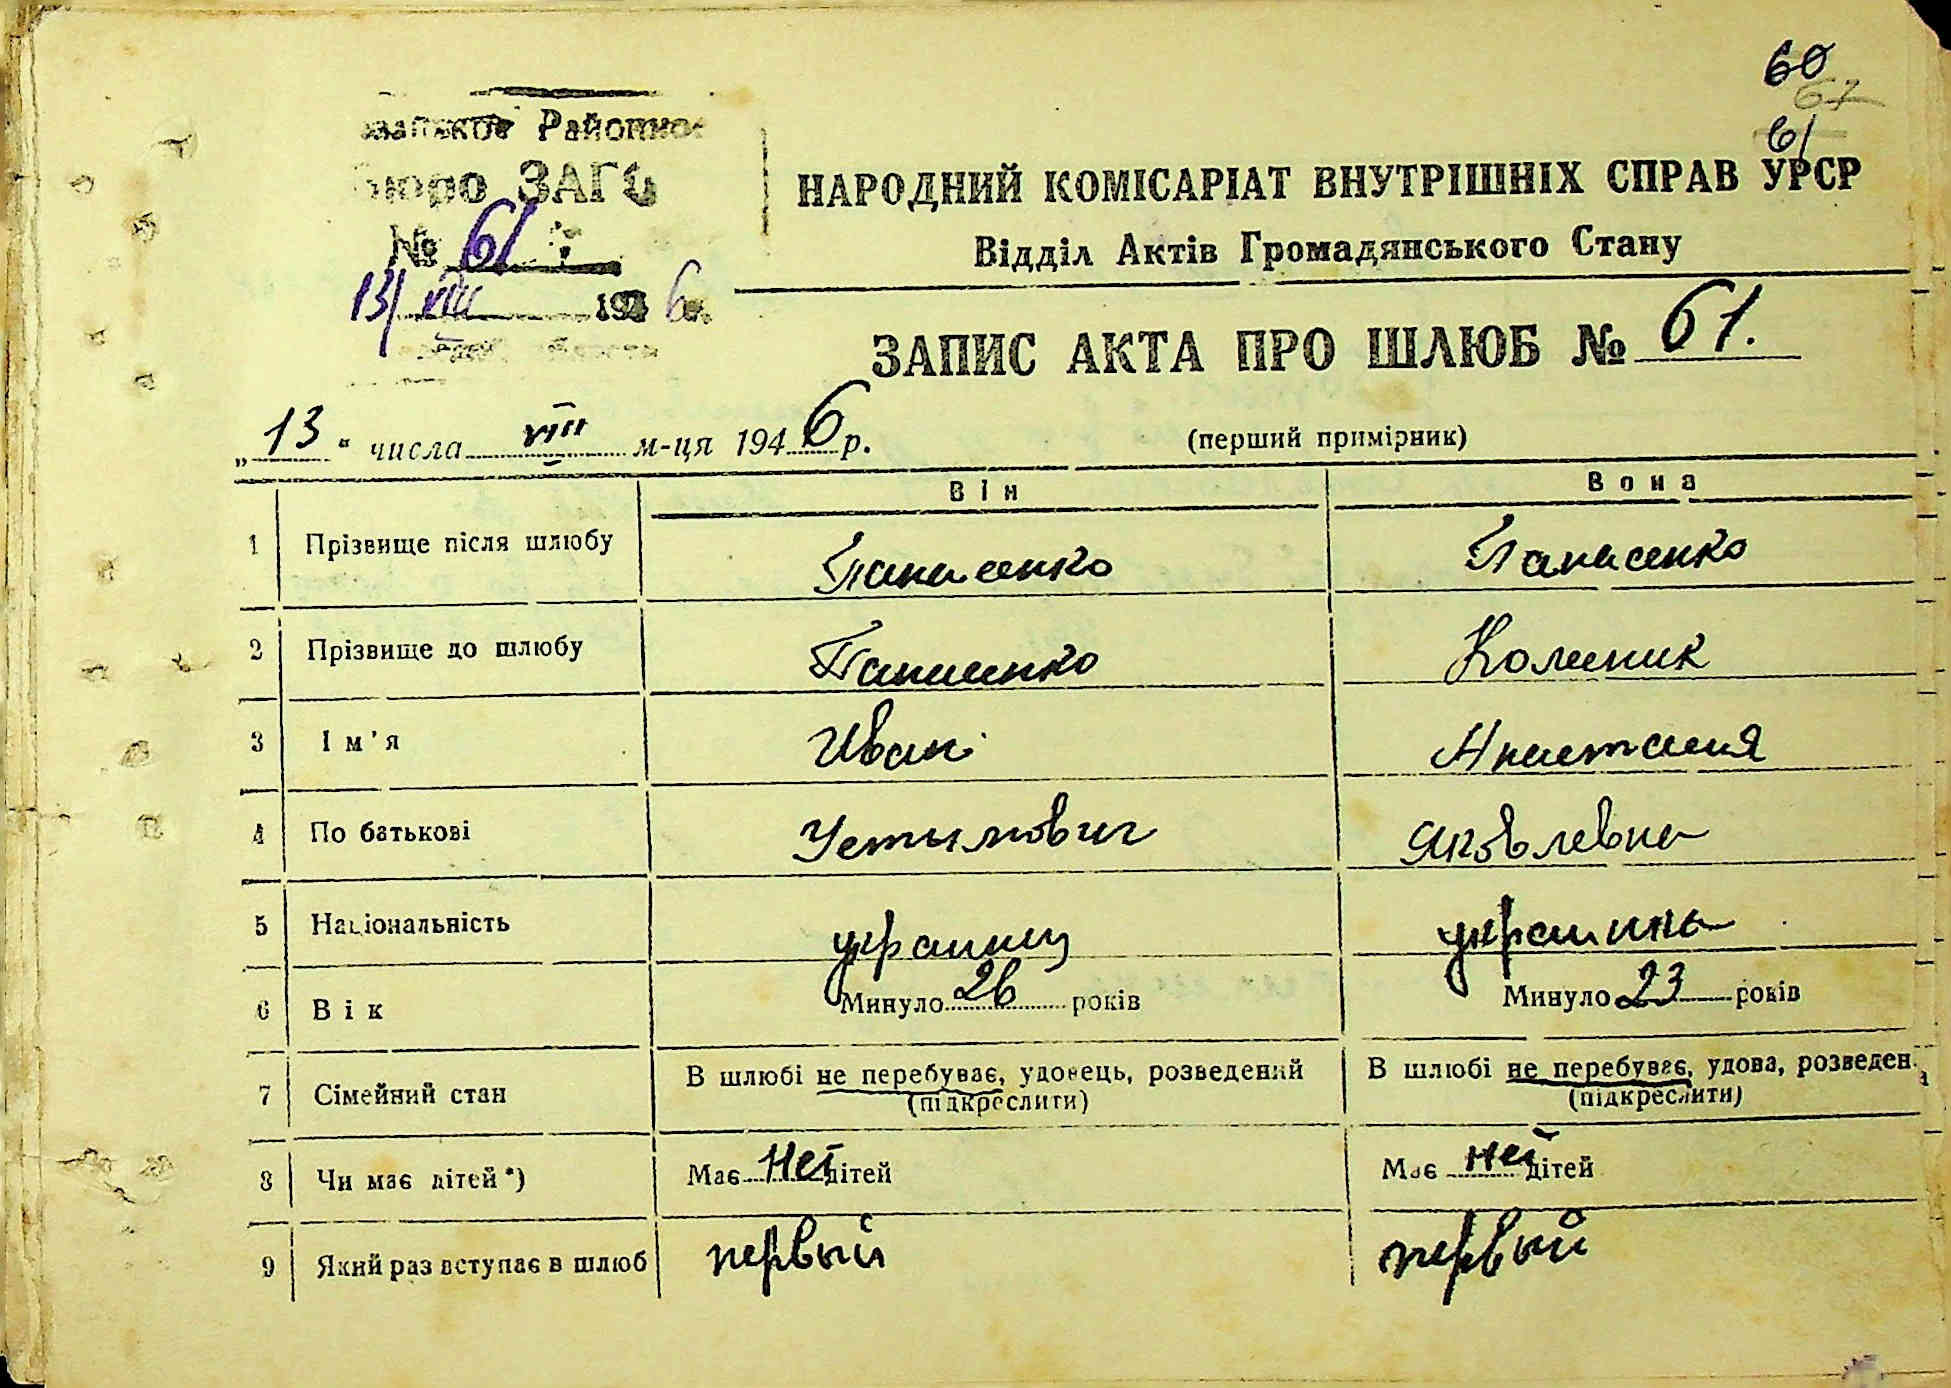 60
67
61
Районно
бюро ЗАГС
№ 61
13/VIII 1946
НАРОДНИЙ КОМІСАРІАТ ВНУТРІШНІХ СПРАВ УРСР
Відділ Актів Громадянського Стану
ЗАПИС АКТА ПРО ШЛЮБ № 61.
„13“ числа VIII м-ця 1946 р.
(перший примірник)
Він Вона
1 Прізвище після шлюбу Панасенко Панасенко
2 Прізвище до шлюбу Панасенко Колесник
3 Ім'я Иван Анастасия
4 По батькові Устимович Яковлевна
5 Національність украинец украинка
6 Вік Минуло 26 років Минуло 23 років
7 Сімейний стан В шлюбі не перебуває, удовець, розведений В шлюбі не перебуває, удова, розведена
(підкреслити) (підкреслити)
8 Чи має дітей*) Має нет дітей Має нет дітей
9 Який раз вступає в шлюб первый первый